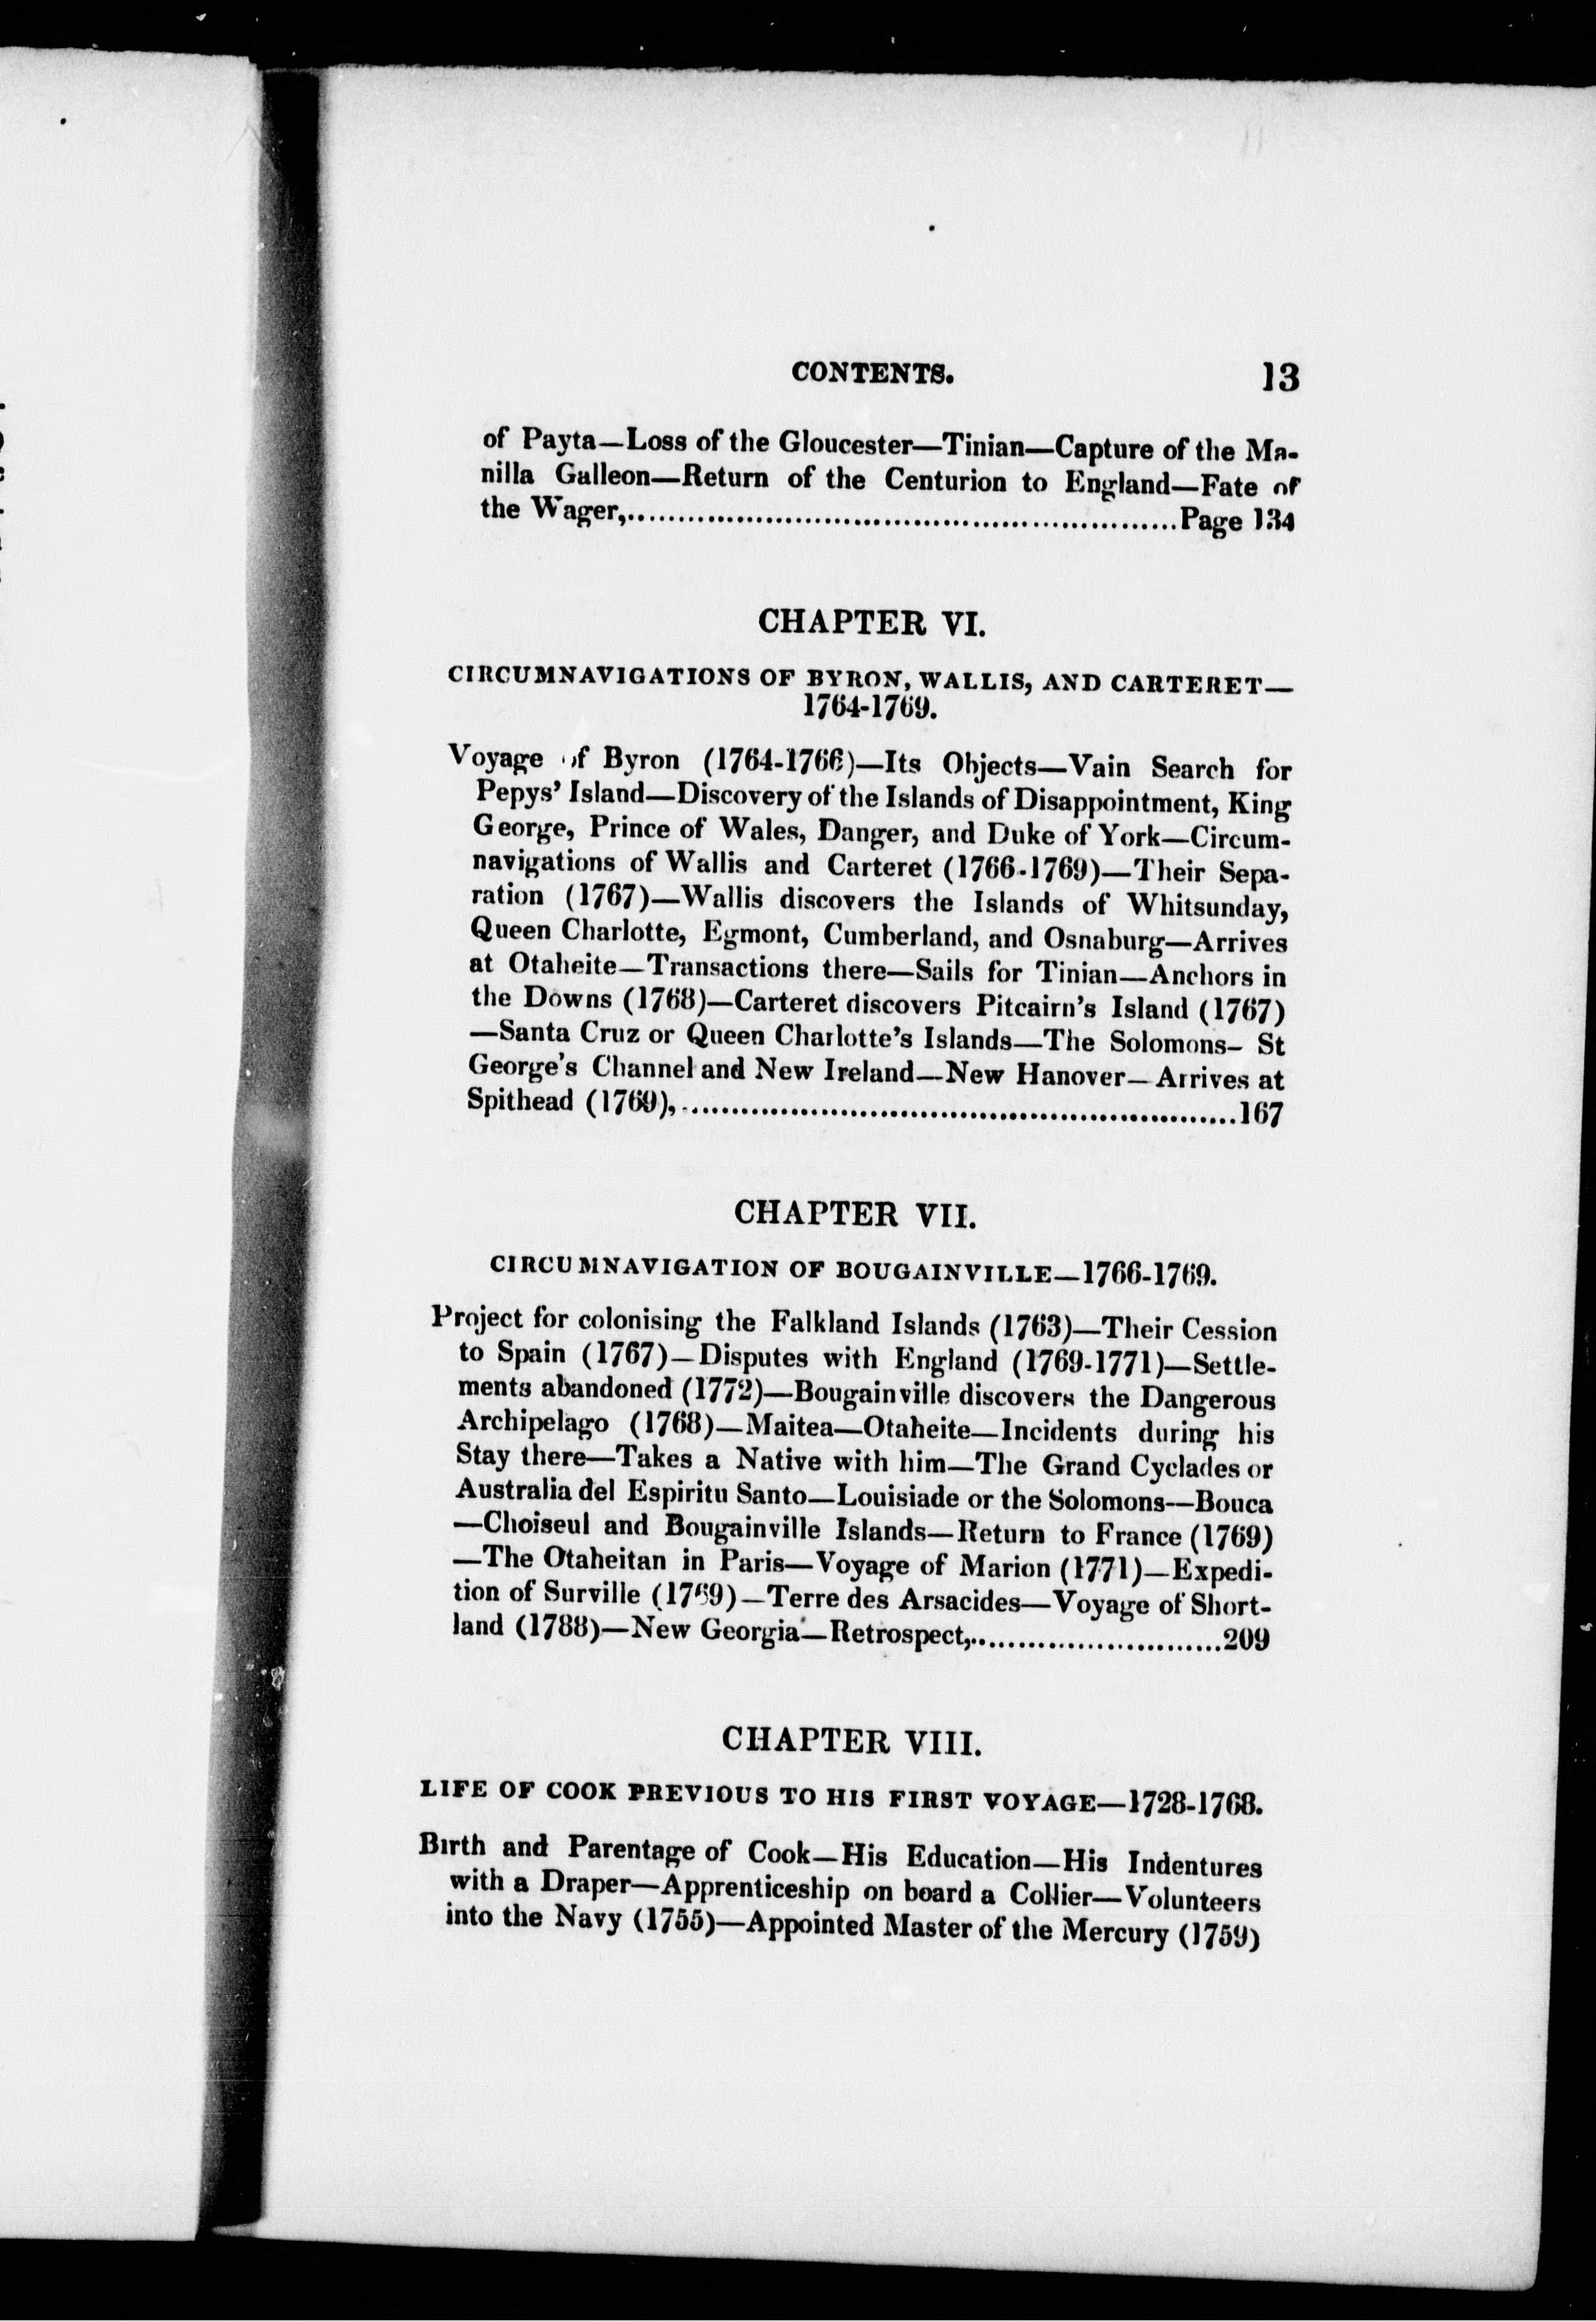 CONTENTS. 13
of Payta—Loss of the Gloucester—Tinian—Capture of the Ma-
nilla Galleon—Return of the Centurion to England—Fate of
the Wager,............................................................Page 134
CHAPTER VI.
CIRCUMNAVIGATIONS OF BYRON, WALLIS, AND CARTERET—
1764-1769.
Voyage of Byron (1764-1766)—Its Objects—Vain Search for
Pepys' Island—Discovery of the Islands of Disappointment, King
George, Prince of Wales, Danger, and Duke of York—Circum-
navigations of Wallis and Carteret (1766-1769)—Their Sepa-
ration (1767)—Wallis discovers the Islands of Whitsunday,
Queen Charlotte, Egmont, Cumberland, and Osnaburg—Arrives
at Otaheite—Transactions there—Sails for Tinian—Anchors in
the Downs (1768)—Carteret discovers Pitcairn's Island (1767)
—Santa Cruz or Queen Charlotte's Islands—The Solomons—St
George's Channel and New Ireland—New Hanover—Arrives at
Spithead (1769),............................................................167
CHAPTER VII.
CIRCUMNAVIGATION OF BOUGAINVILLE—1766-1769.
Project for colonising the Falkland Islands (1763)—Their Cession
to Spain (1767)—Disputes with England (1769-1771)—Settle-
ments abandoned (1772)—Bougainville discovers the Dangerous
Archipelago (1768)—Maitea—Otaheite—Incidents during his
Stay there—Takes a Native with him—The Grand Cyclades or
Australia del Espiritu Santo—Louisiade or the Solomons—Bouca
—Choiseul and Bougainville Islands—Return to France (1769)
—The Otaheitan in Paris—Voyage of Marion (1771)—Expedi-
tion of Surville (1769)—Terre des Arsacides—Voyage of Short-
land (1788)—New Georgia—Retrospect,..........................209
CHAPTER VIII.
LIFE OF COOK PREVIOUS TO HIS FIRST VOYAGE—1728-1768.
Birth and Parentage of Cook—His Education—His Indentures
with a Draper—Apprenticeship on board a Collier—Volunteers
into the Navy (1755)—Appointed Master of the Mercury (1759)